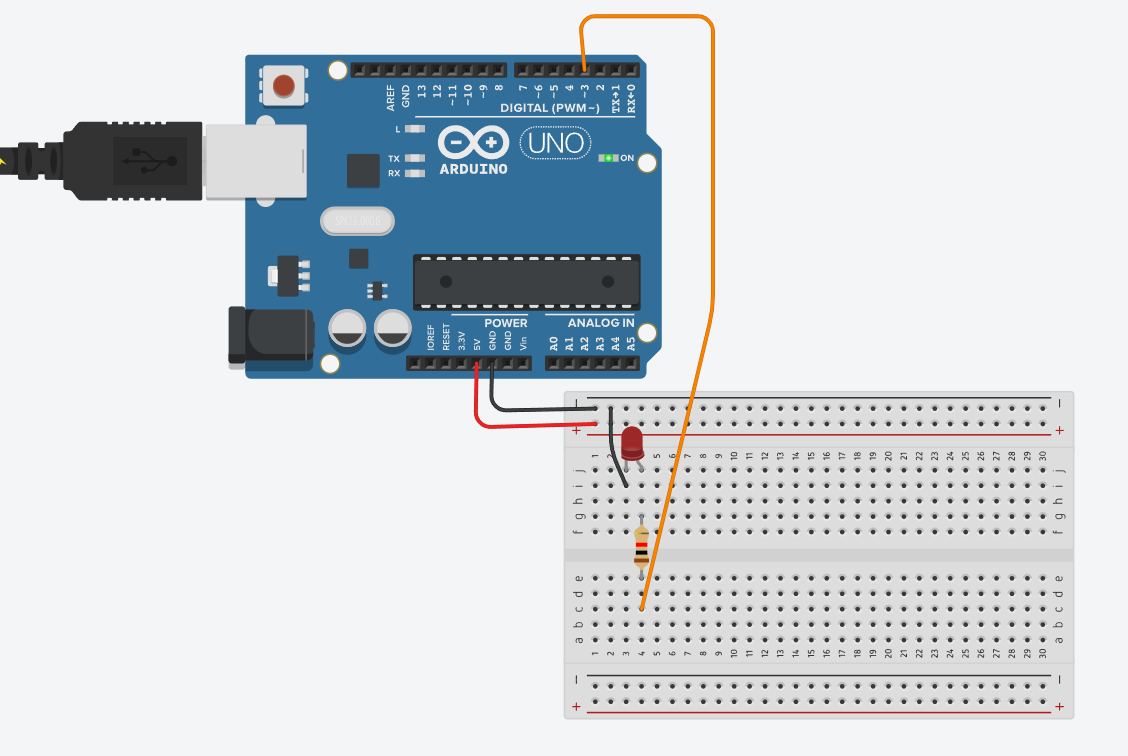 AREF
GND
13
12
~11
~10
~9
8
7
~6
~5
4
~3
2
TX→1
RX←0
DIGITAL (PWM~)
L
TX
RX
ARDUINO
UNO
ON
POWER
ANALOG IN
IOREF
RESET
3.3V
5V
GND
GND
Vin
A0
A1
A2
A3
A4
A5
− −
+ +
1 2 5 6 7 8 9 10 11 12 13 14 15 16 17 18 19 20 21 22 23 24 25 26 27 28 29 30
j j
i i
h h
g g
f f
e e
d d
c c
b b
a a
1 2 3 4 5 6 7 8 9 10 11 12 13 14 15 16 17 18 19 20 21 22 23 24 25 26 27 28 29 30
− −
+ +